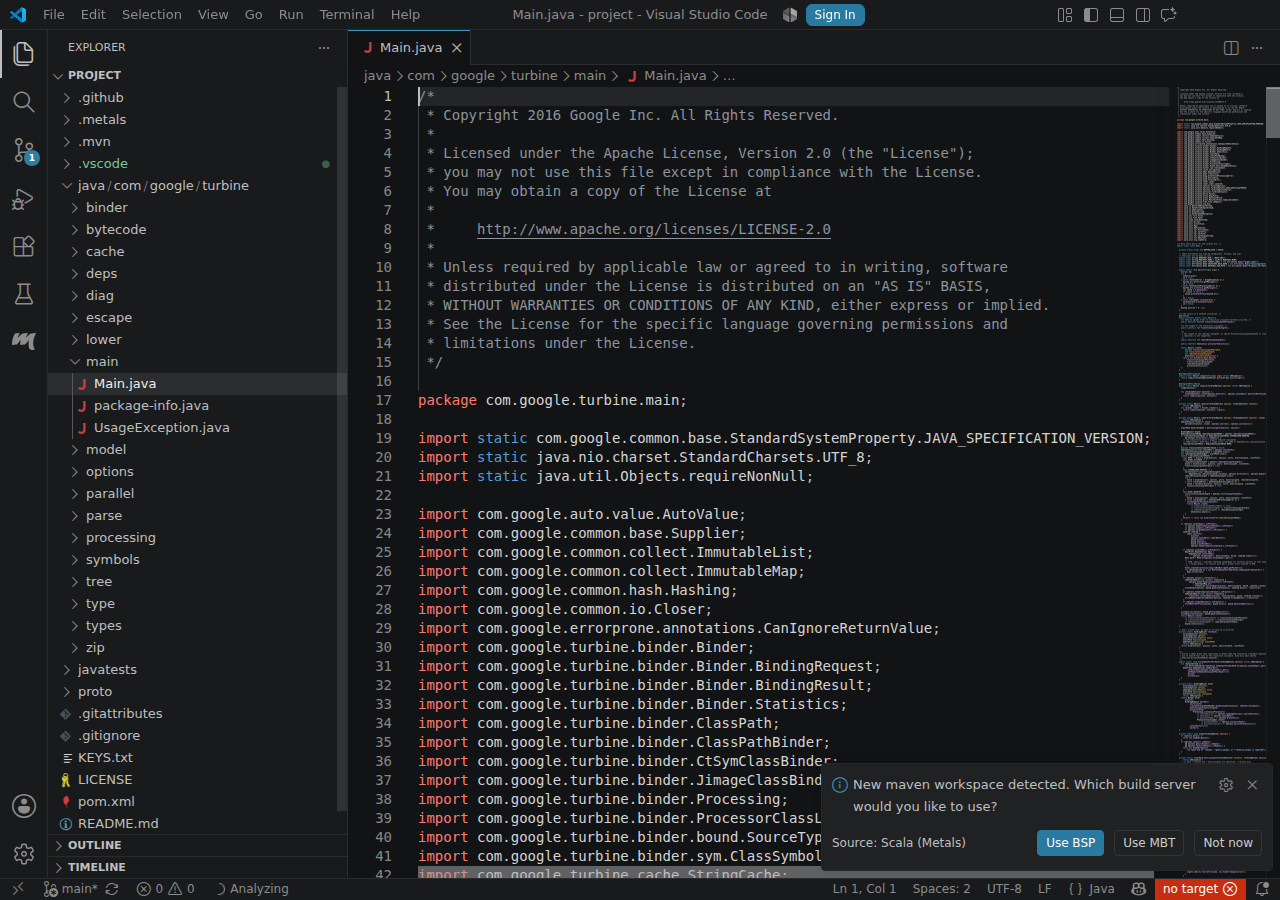 File Edit Selection View Go Run Terminal Help Main.java - project - Visual Studio Code Sign In
EXPLORER
PROJECT
.github
.metals
.mvn
.vscode
java/com/google/turbine
binder
bytecode
cache
deps
diag
escape
lower
main
Main.java
package-info.java
UsageException.java
model
options
parallel
parse
processing
symbols
tree
type
types
zip
javatests
proto
.gitattributes
.gitignore
KEYS.txt
LICENSE
pom.xml
README.md
OUTLINE
TIMELINE
Main.java
java > com > google > turbine > main > Main.java > ...
1 /*
2 * Copyright 2016 Google Inc. All Rights Reserved.
3 *
4 * Licensed under the Apache License, Version 2.0 (the "License");
5 * you may not use this file except in compliance with the License.
6 * You may obtain a copy of the License at
7 *
8 *     http://www.apache.org/licenses/LICENSE-2.0
9 *
10 * Unless required by applicable law or agreed to in writing, software
11 * distributed under the License is distributed on an "AS IS" BASIS,
12 * WITHOUT WARRANTIES OR CONDITIONS OF ANY KIND, either express or implied.
13 * See the License for the specific language governing permissions and
14 * limitations under the License.
15 */
16
17 package com.google.turbine.main;
18
19 import static com.google.common.base.StandardSystemProperty.JAVA_SPECIFICATION_VERSION;
20 import static java.nio.charset.StandardCharsets.UTF_8;
21 import static java.util.Objects.requireNonNull;
22
23 import com.google.auto.value.AutoValue;
24 import com.google.common.base.Supplier;
25 import com.google.common.collect.ImmutableList;
26 import com.google.common.collect.ImmutableMap;
27 import com.google.common.hash.Hashing;
28 import com.google.common.io.Closer;
29 import com.google.errorprone.annotations.CanIgnoreReturnValue;
30 import com.google.turbine.binder.Binder;
31 import com.google.turbine.binder.Binder.BindingRequest;
32 import com.google.turbine.binder.Binder.BindingResult;
33 import com.google.turbine.binder.Binder.Statistics;
34 import com.google.turbine.binder.ClassPath;
35 import com.google.turbine.binder.ClassPathBinder;
36 import com.google.turbine.binder.CtSymClassBinder;
37 import com.google.turbine.binder.JimageClassBind
38 import com.google.turbine.binder.Processing;
39 import com.google.turbine.binder.ProcessorClassL
40 import com.google.turbine.binder.bound.SourceTyp
41 import com.google.turbine.binder.sym.ClassSymbol
42 import com.google.turbine.cache.StringCache;
New maven workspace detected. Which build server
would you like to use?
Source: Scala (Metals) Use BSP Use MBT Not now
main* 0 0 Analyzing Ln 1, Col 1 Spaces: 2 UTF-8 LF { } Java no target